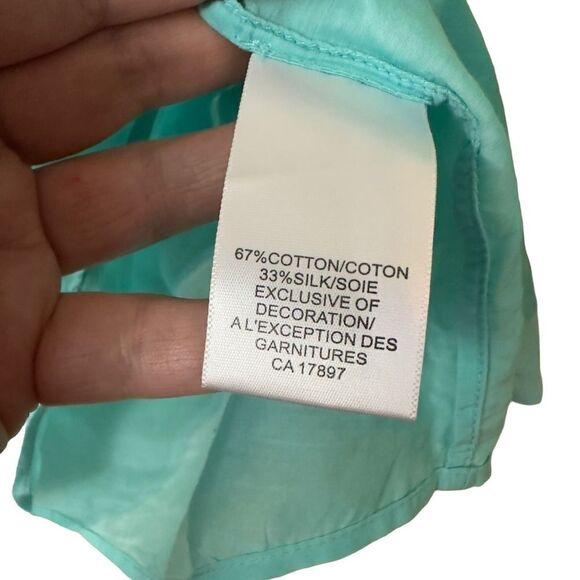 67%COTTON/COTON
33%SILK/SOIE
EXCLUSIVE OF
DECORATION/
A L'EXCEPTION DES
GARNITURES
CA 17897